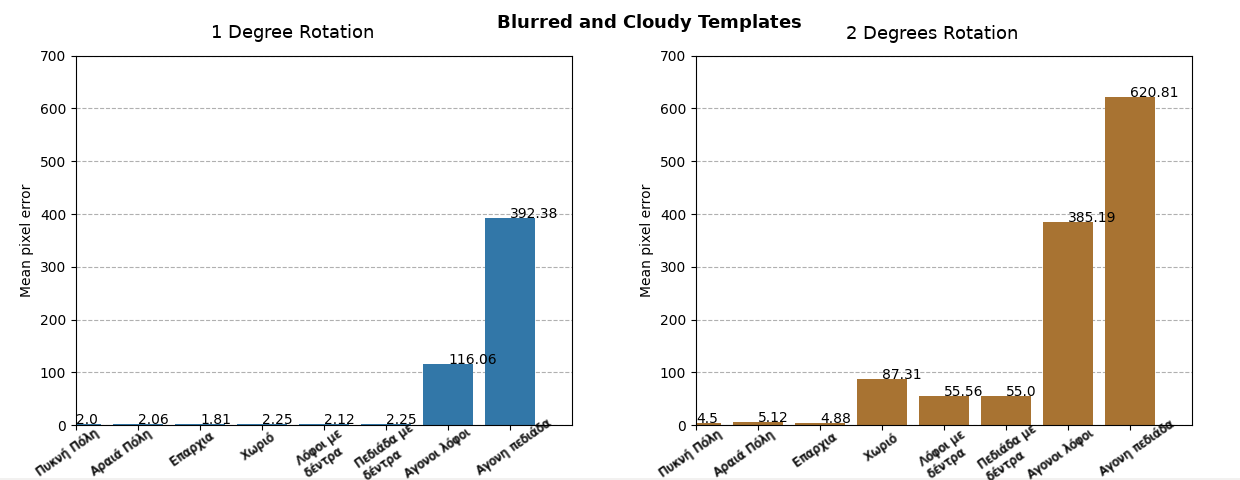 Blurred and Cloudy Templates
1 Degree Rotation
Mean pixel error
700
600
500
400
300
200
100
0
2.0
2.06
1.81
2.25
2.12
2.25
116.06
392.38
Πυκνή Πόλη
Αραιά Πόλη
Επαρχια
Χωριό
Λόφοι με
δέντρα
Πεδιάδα με
δέντρα
Αγονοι λόφοι
Αγονη πεδιάδα
2 Degrees Rotation
Mean pixel error
700
600
500
400
300
200
100
0
4.5
5.12
4.88
87.31
55.56
55.0
385.19
620.81
Πυκνή Πόλη
Αραιά Πόλη
Επαρχια
Χωριό
Λόφοι με
δέντρα
Πεδιάδα με
δέντρα
Αγονοι λόφοι
Αγονη πεδιάδα